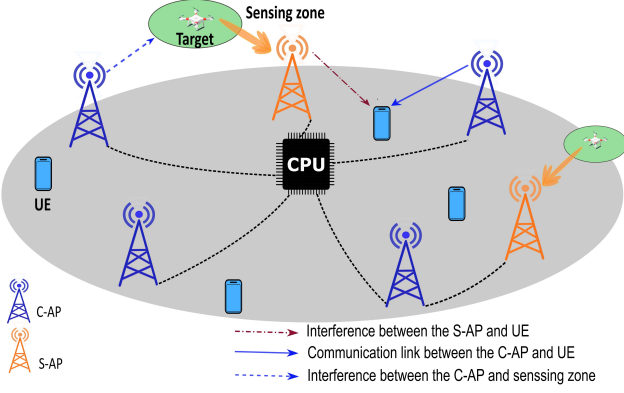 Sensing zone
Target
CPU
UE
C-AP
S-AP
Interference between the S-AP and UE
Communication link between the C-AP and UE
Interference between the C-AP and senssing zone